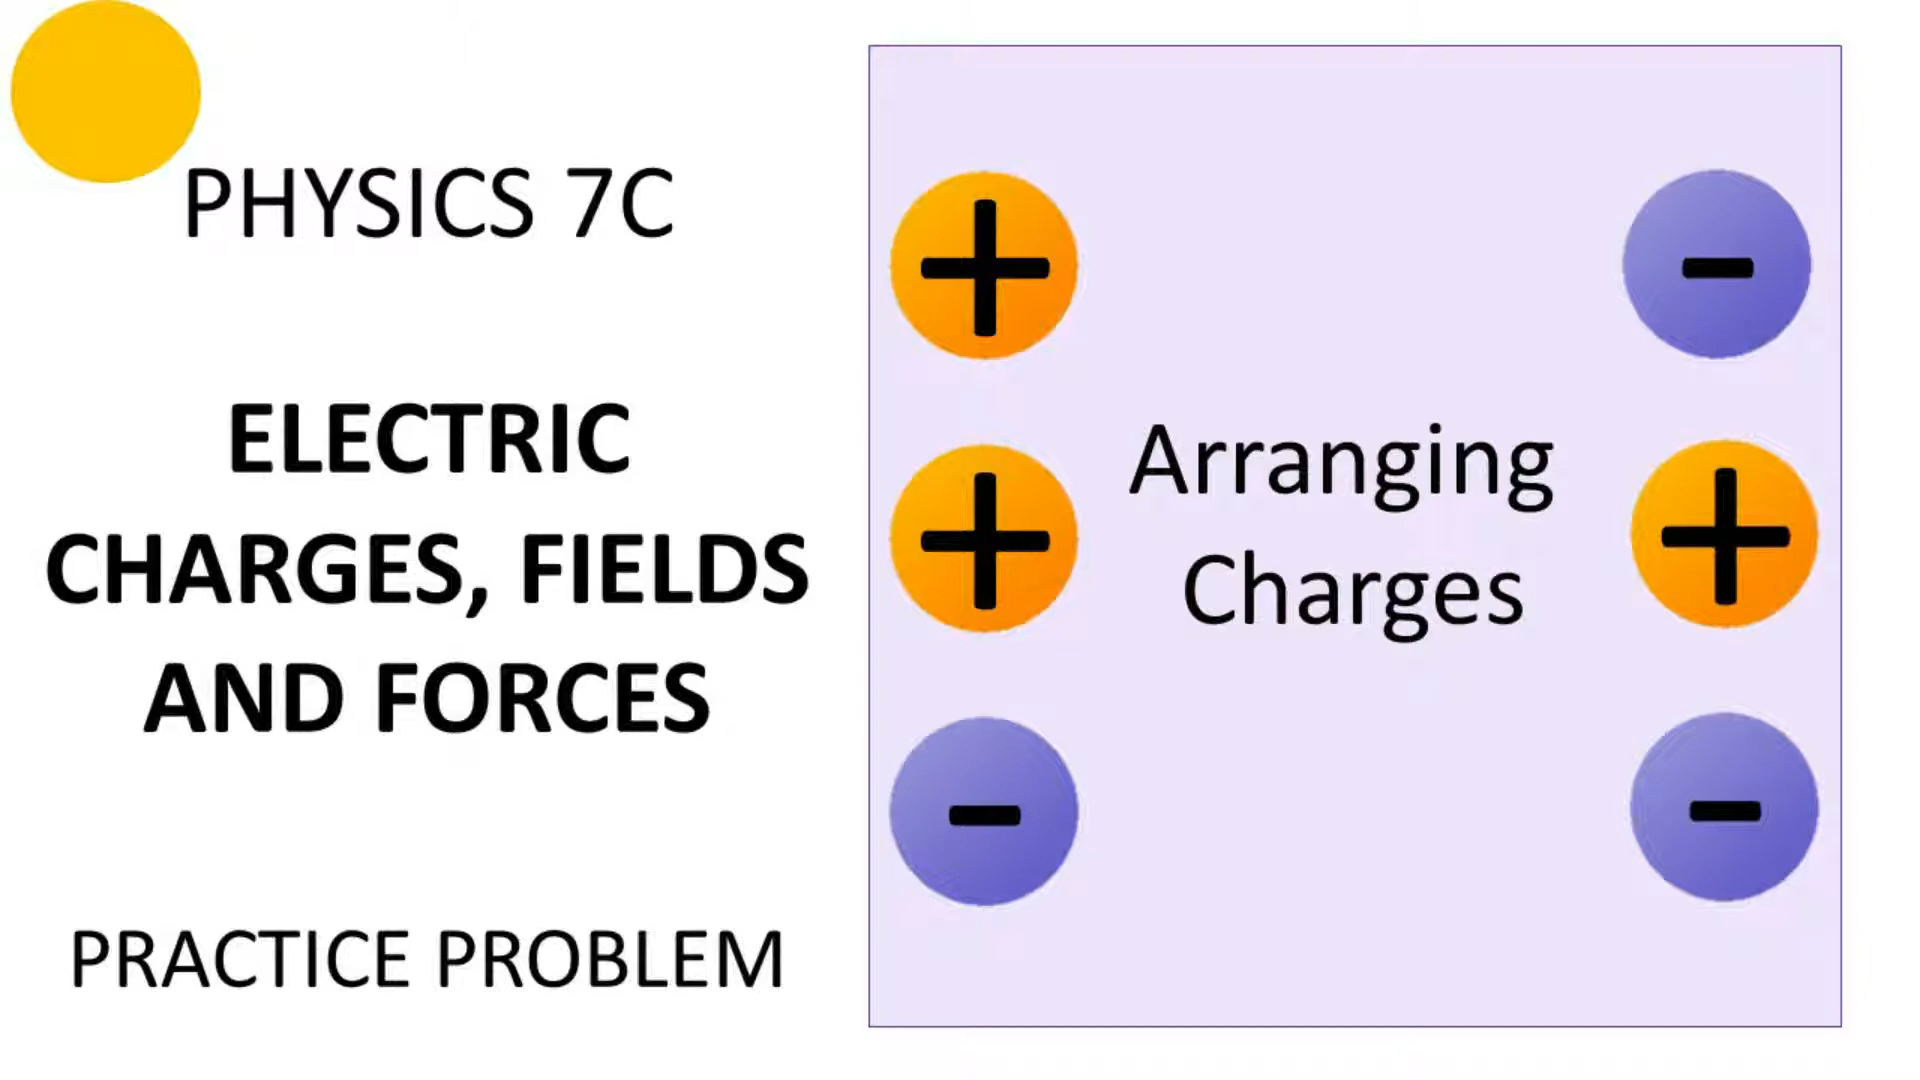 PHYSICS 7C
ELECTRIC
CHARGES, FIELDS
AND FORCES
PRACTICE PROBLEM
+
+
-
Arranging
Charges
-
+
-